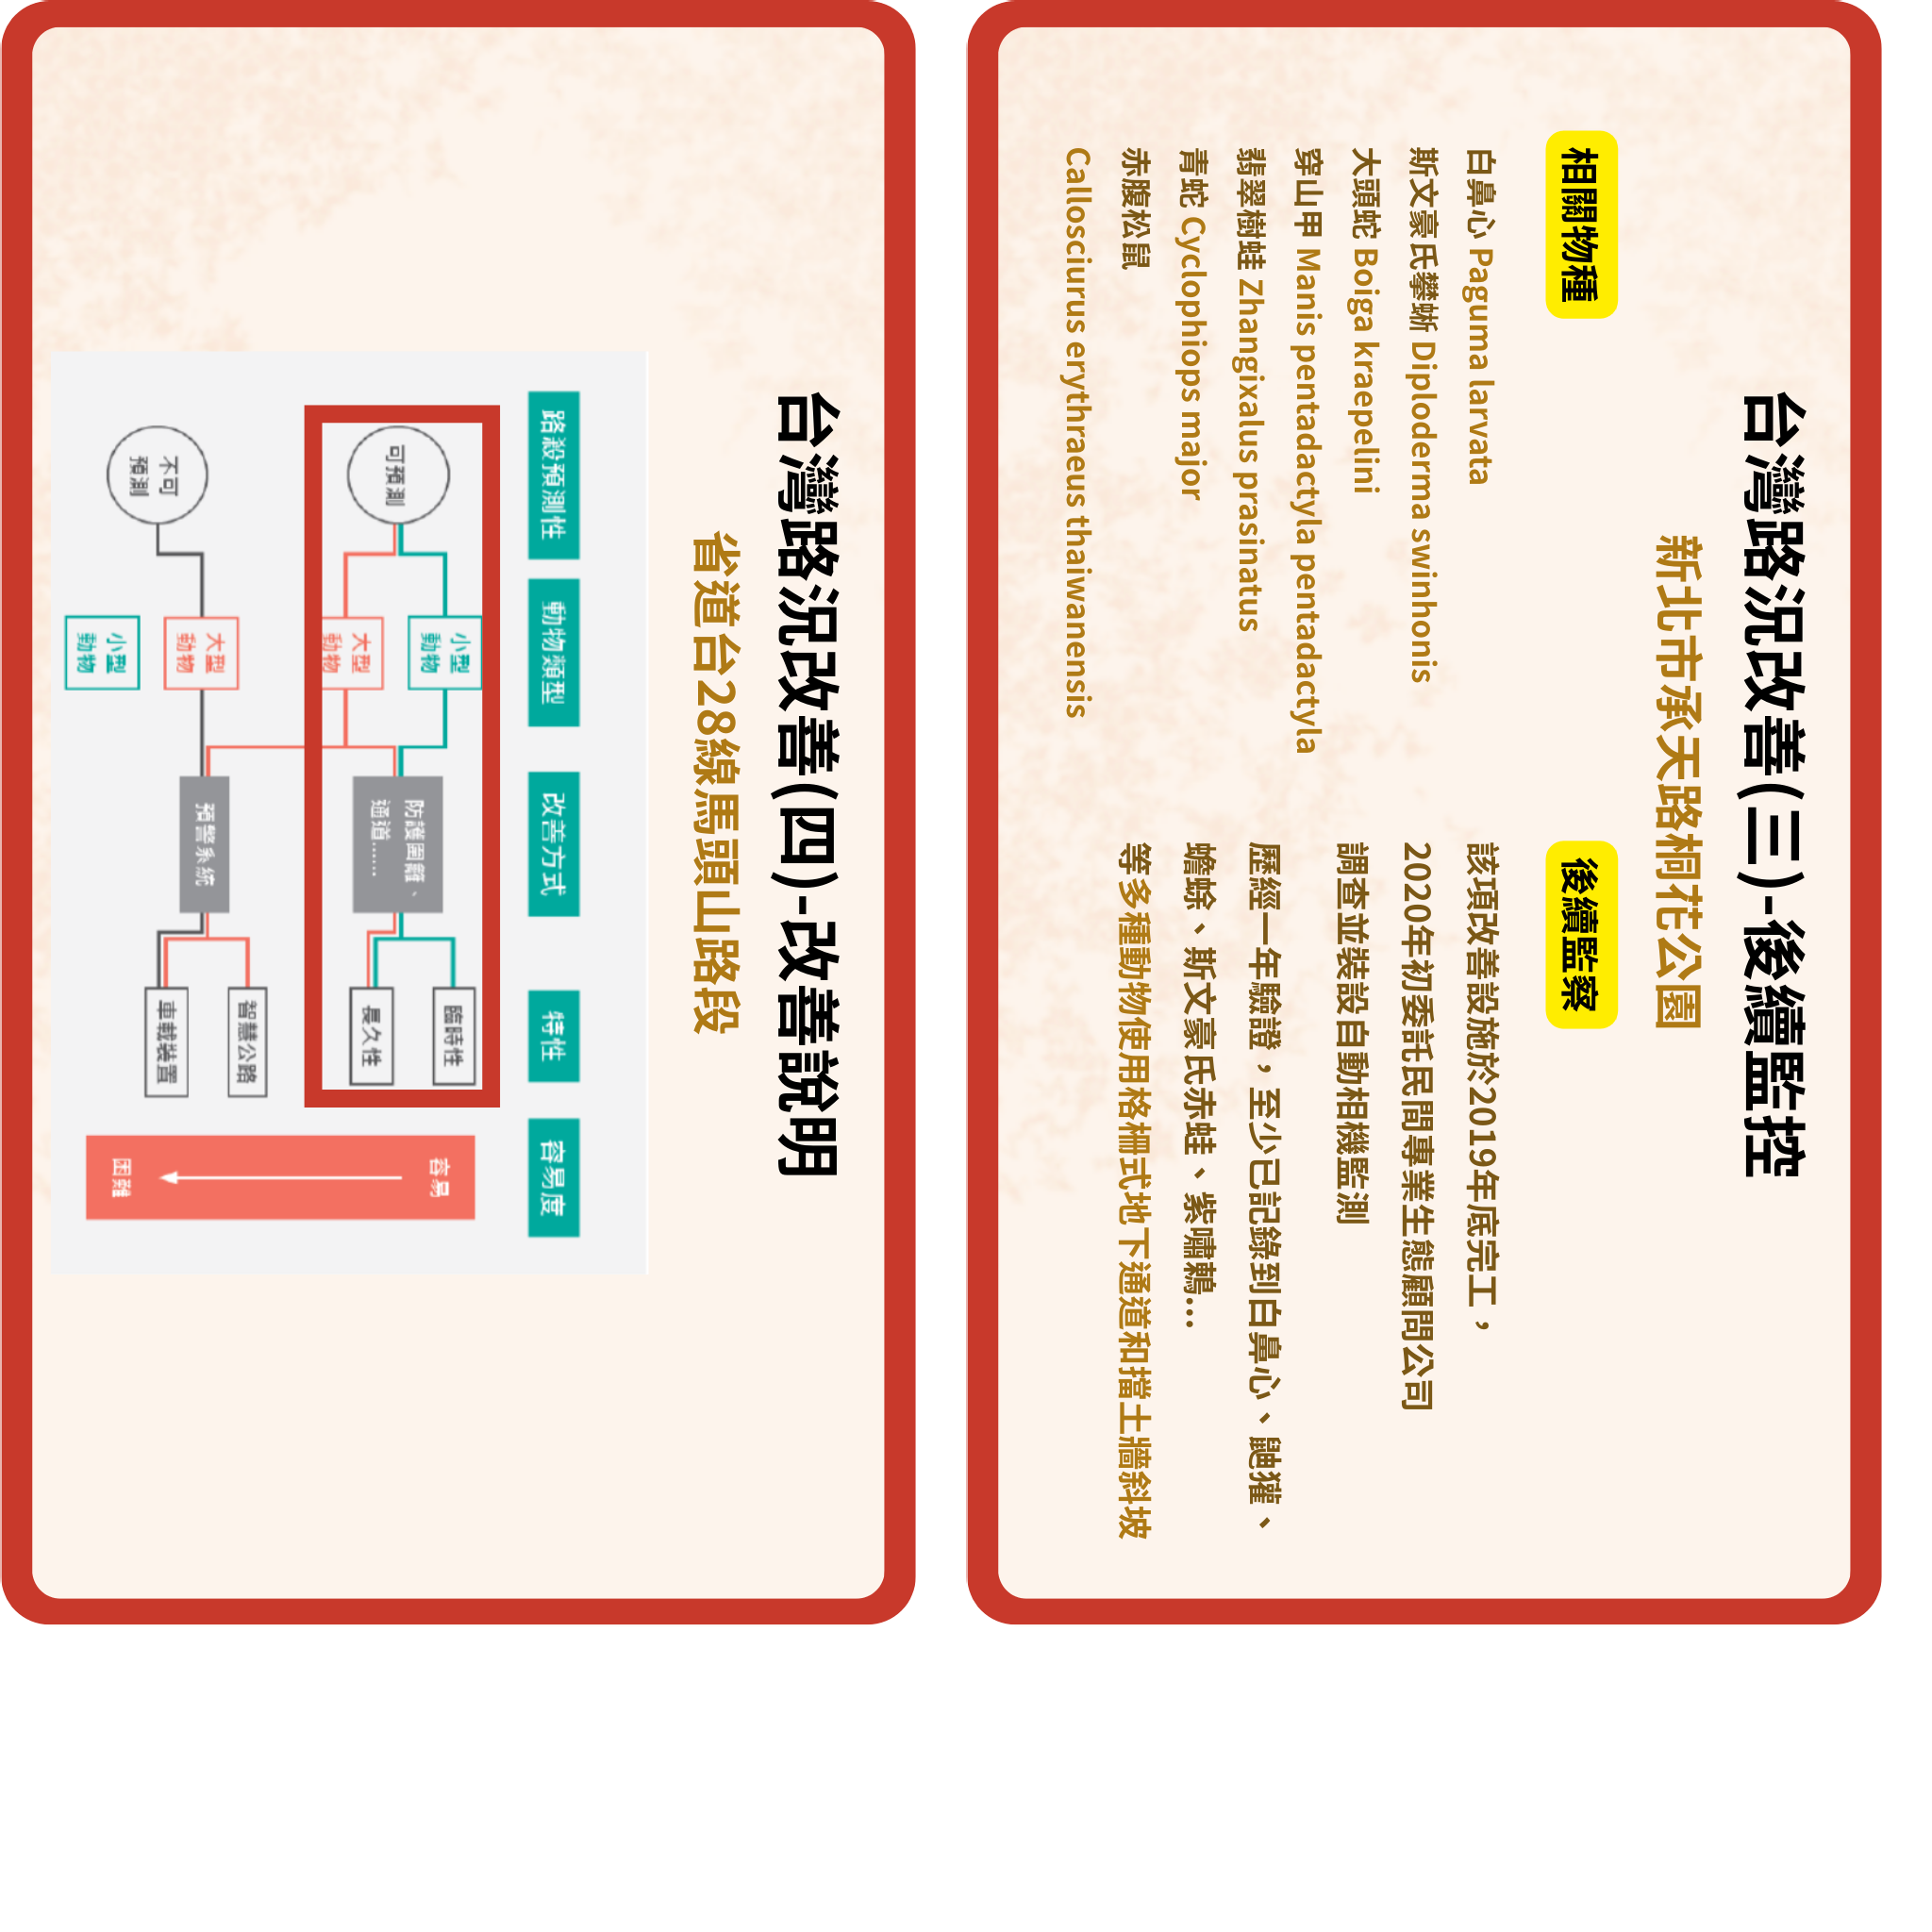 台灣路況改善(三)-後續監控
新北市承天路桐花公園
相關物種
白鼻心 Paguma larvata
斯文豪氏攀蜥 Diploderma swinhonis
大頭蛇 Boiga kraepelini
穿山甲 Manis pentadactyla pentadactyla
翡翠樹蛙 Zhangixalus prasinatus
青蛇 Cyclophiops major
赤腹松鼠
Callosciurus erythraeus thaiwanensis
後續監察
該項改善設施於2019年底完工，
2020年初委託民間專業生態顧問公司
調查並裝設自動相機監測
歷經一年驗證，至少已記錄到白鼻心、鼬獾、
蟾蜍、斯文豪氏赤蛙、紫嘯鶇...
等多種動物使用格柵式地下通道和擋土牆斜坡
台灣路況改善(四)-改善說明
省道台28線馬頭山路段
路殺預測性
動物類型
改善方式
特性
容易度
可預測
小型
動物
大型
動物
防護圍籬、
通道……
臨時性
長久性
不可
預測
大型
動物
小型
動物
預警系統
智慧公路
車載裝置
容易
困難